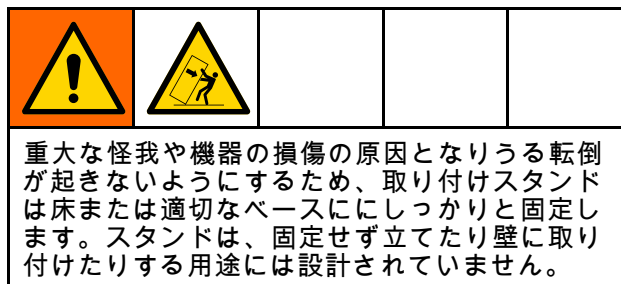 重大な怪我や機器の損傷の原因となりうる転倒
が起きないようにするため、取り付けスタンド
は床または適切なベースににしっかりと固定し
ます。スタンドは、固定せず立てたり壁に取り
付けたりする用途には設計されていません。